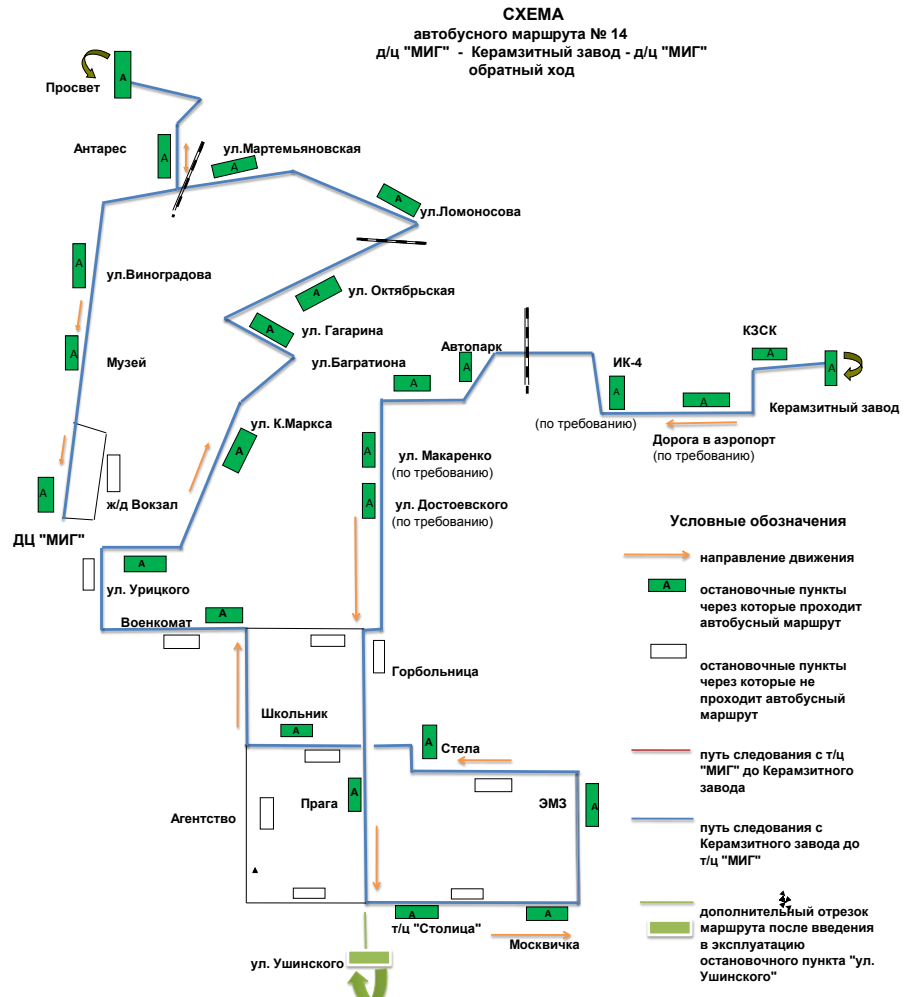 СХЕМА
автобусного маршрута № 14
д/ц "МИГ" - Керамзитный завод - д/ц "МИГ"
обратный ход
А
Просвет
Антарес
А
ул.Мартемьяновская
А
А
ул.Ломоносова
А
ул.Виноградова
А
ул. Октябрьская
А
ул. Гагарина
А
Музей
ул.Багратиона
Автопарк
А
А
ИК-4
А
КЗСК
А
А
Керамзитный завод
А
(по требованию)
Дорога в аэропорт
(по требованию)
ул. К.Маркса
А
А
ул. Макаренко
(по требованию)
А
ул. Достоевского
(по требованию)
ж/д Вокзал
А
ДЦ "МИГ"
А
ул. Урицкого
Военкомат
А
Горбольница
Школьник
А
А
Стела
Прага
А
ЭМЗ
А
Агентство
А
т/ц "Столица"
А
Москвичка
ул. Ушинского
Условные обозначения
направление движения
А
остановочные пункты
через которые проходит
автобусный маршрут
остановочные пункты
через которые не
проходит автобусный
маршрут
путь следования с т/ц
"МИГ" до Керамзитного
завода
путь следования с
Керамзитного завода до
т/ц "МИГ"
дополнительный отрезок
маршрута после введения
в эксплуатацию
остановочного пункта "ул.
Ушинского"